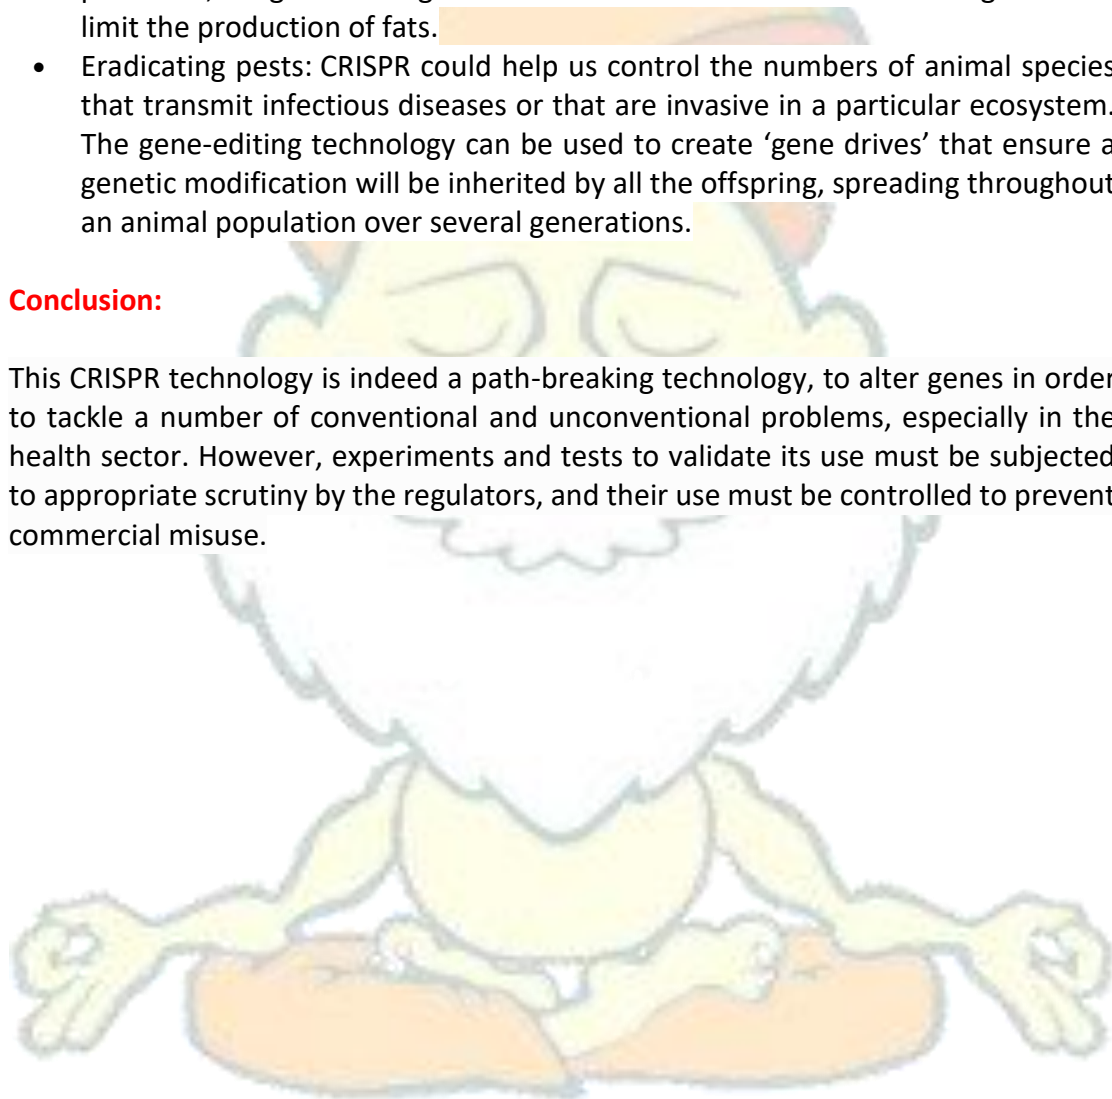 limit the production of fats.
• Eradicating pests: CRISPR could help us control the numbers of animal species
that transmit infectious diseases or that are invasive in a particular ecosystem.
The gene-editing technology can be used to create ‘gene drives’ that ensure a
genetic modification will be inherited by all the offspring, spreading throughout
an animal population over several generations.
Conclusion:
This CRISPR technology is indeed a path-breaking technology, to alter genes in order
to tackle a number of conventional and unconventional problems, especially in the
health sector. However, experiments and tests to validate its use must be subjected
to appropriate scrutiny by the regulators, and their use must be controlled to prevent
commercial misuse.